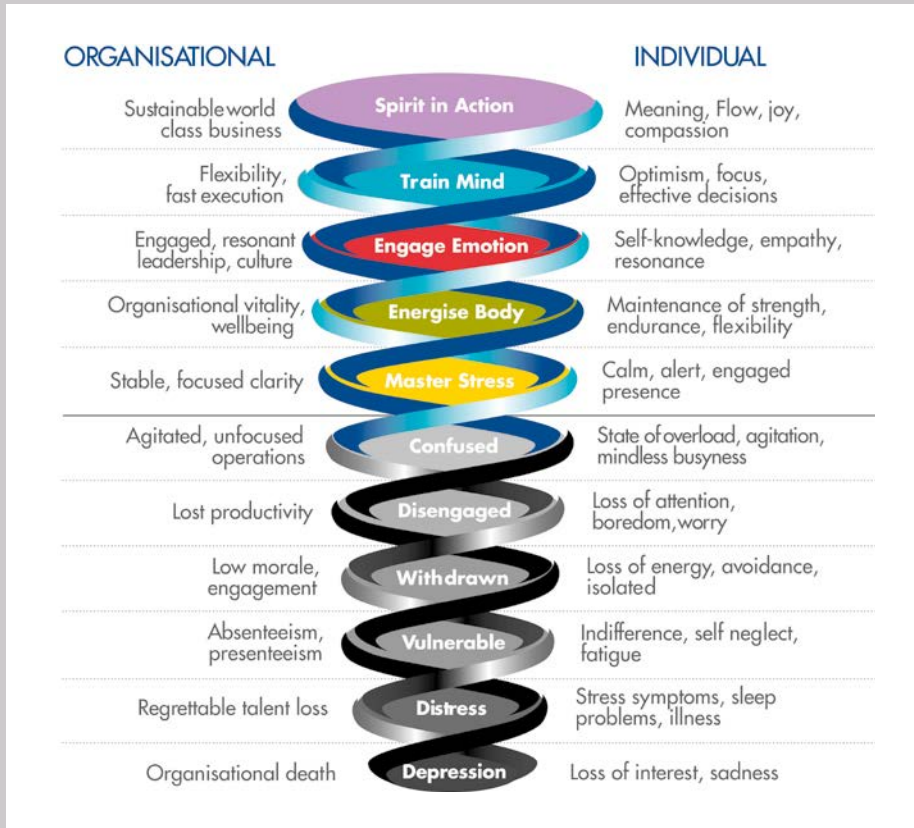 ORGANISATIONAL
INDIVIDUAL
Sustainable world
class business
Spirit in Action
Meaning, Flow, joy,
compassion
Flexibility,
fast execution
Train Mind
Optimism, focus,
effective decisions
Engaged, resonant
leadership, culture
Engage Emotion
Self-knowledge, empathy,
resonance
Organisational vitality,
wellbeing
Energise Body
Maintenance of strength,
endurance, flexibility
Stable, focused clarity
Master Stress
Calm, alert, engaged
presence
Agitated, unfocused
operations
Confused
State of overload, agitation,
mindless busyness
Lost productivity
Disengaged
Loss of attention,
boredom,worry
Low morale,
engagement
Withdrawn
Loss of energy, avoidance,
isolated
Absenteeism,
presenteeism
Vulnerable
Indifference, self neglect,
fatigue
Regrettable talent loss
Distress
Stress symptoms, sleep
problems, illness
Organisational death
Depression
Loss of interest, sadness